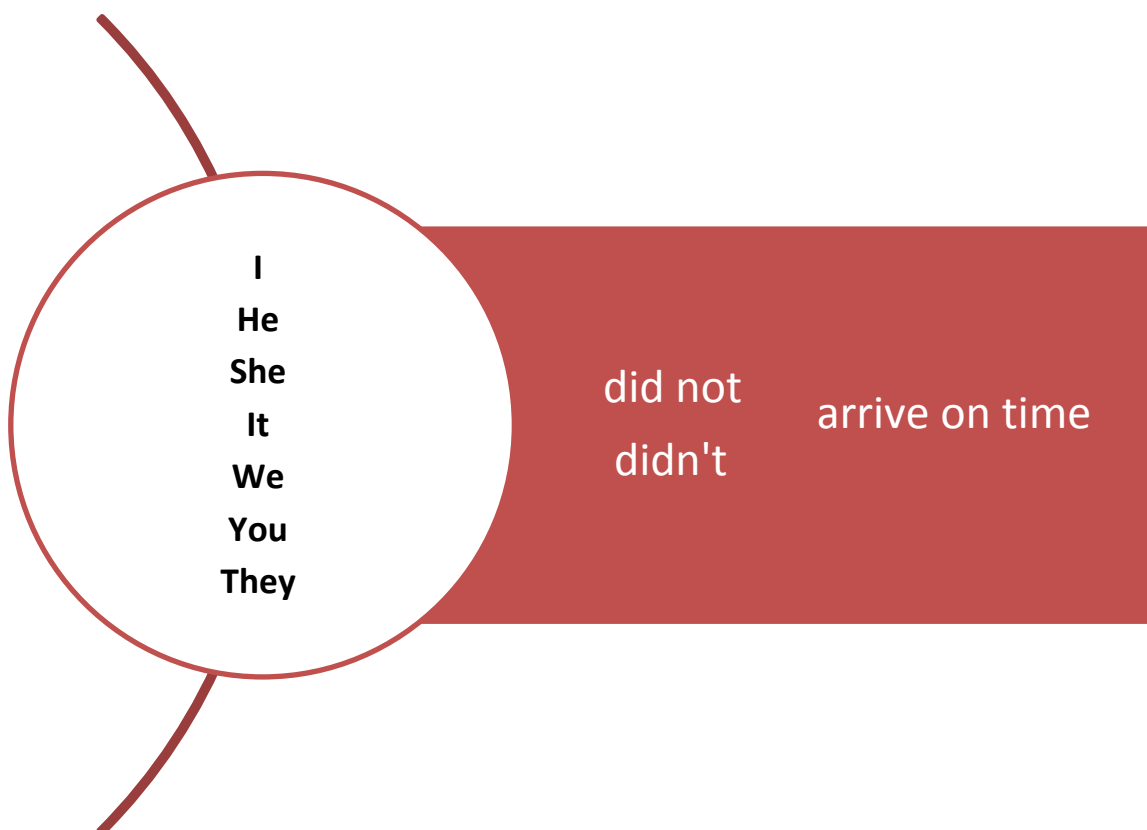 I
He
She
It
We
You
They
did not
didn't
arrive on time